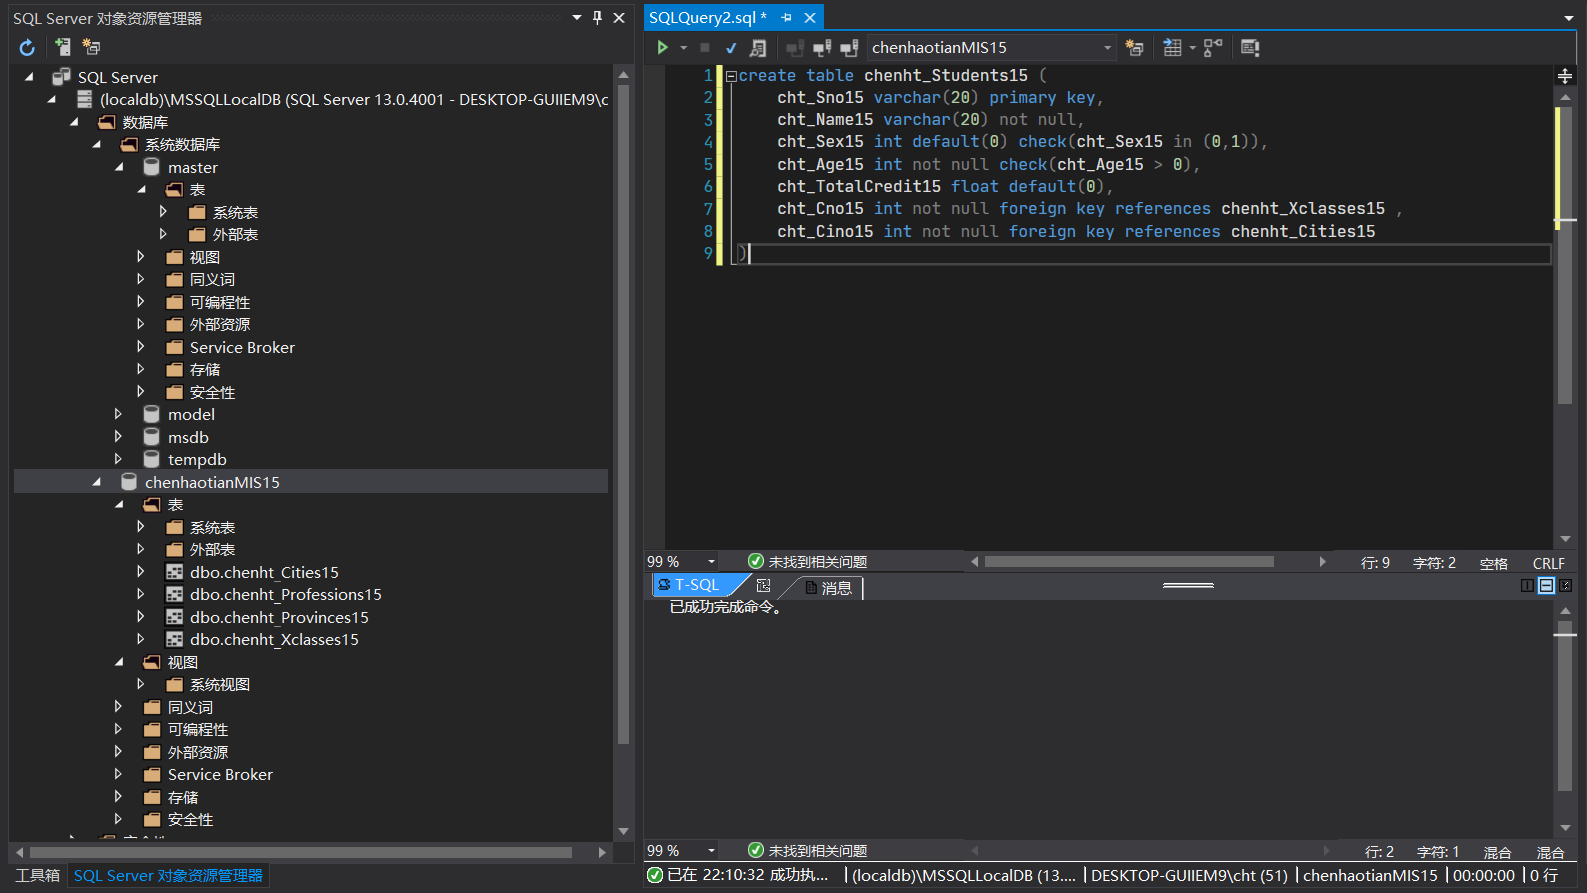 SQL Server 对象资源管理器
SQL Server
(localdb)\MSSQLLocalDB (SQL Server 13.0.4001 - DESKTOP-GUIIEM9\c
数据库
系统数据库
master
表
系统表
外部表
视图
同义词
可编程性
外部资源
Service Broker
存储
安全性
model
msdb
tempdb
chenhaotianMIS15
表
系统表
外部表
dbo.chenht_Cities15
dbo.chenht_Professions15
dbo.chenht_Provinces15
dbo.chenht_Xclasses15
视图
系统视图
同义词
可编程性
外部资源
Service Broker
存储
安全性
工具箱 SQL Server 对象资源管理器
SQLQuery2.sql *
chenhaotianMIS15
1 create table chenht_Students15 (
2 cht_Sno15 varchar(20) primary key,
3 cht_Name15 varchar(20) not null,
4 cht_Sex15 int default(0) check(cht_Sex15 in (0,1)),
5 cht_Age15 int not null check(cht_Age15 > 0),
6 cht_TotalCredit15 float default(0),
7 cht_Cno15 int not null foreign key references chenht_Xclasses15 ,
8 cht_Cino15 int not null foreign key references chenht_Cities15
9 )
99 % 未找到相关问题 行: 9 字符: 2 空格 CRLF
T-SQL 消息
已成功完成命令。
99 % 未找到相关问题 行: 2 字符: 1 混合 混合
已在 22:10:32 成功执... (localdb)\MSSQLLocalDB (13.... DESKTOP-GUIIEM9\cht (51) chenhaotianMIS15 00:00:00 0 行